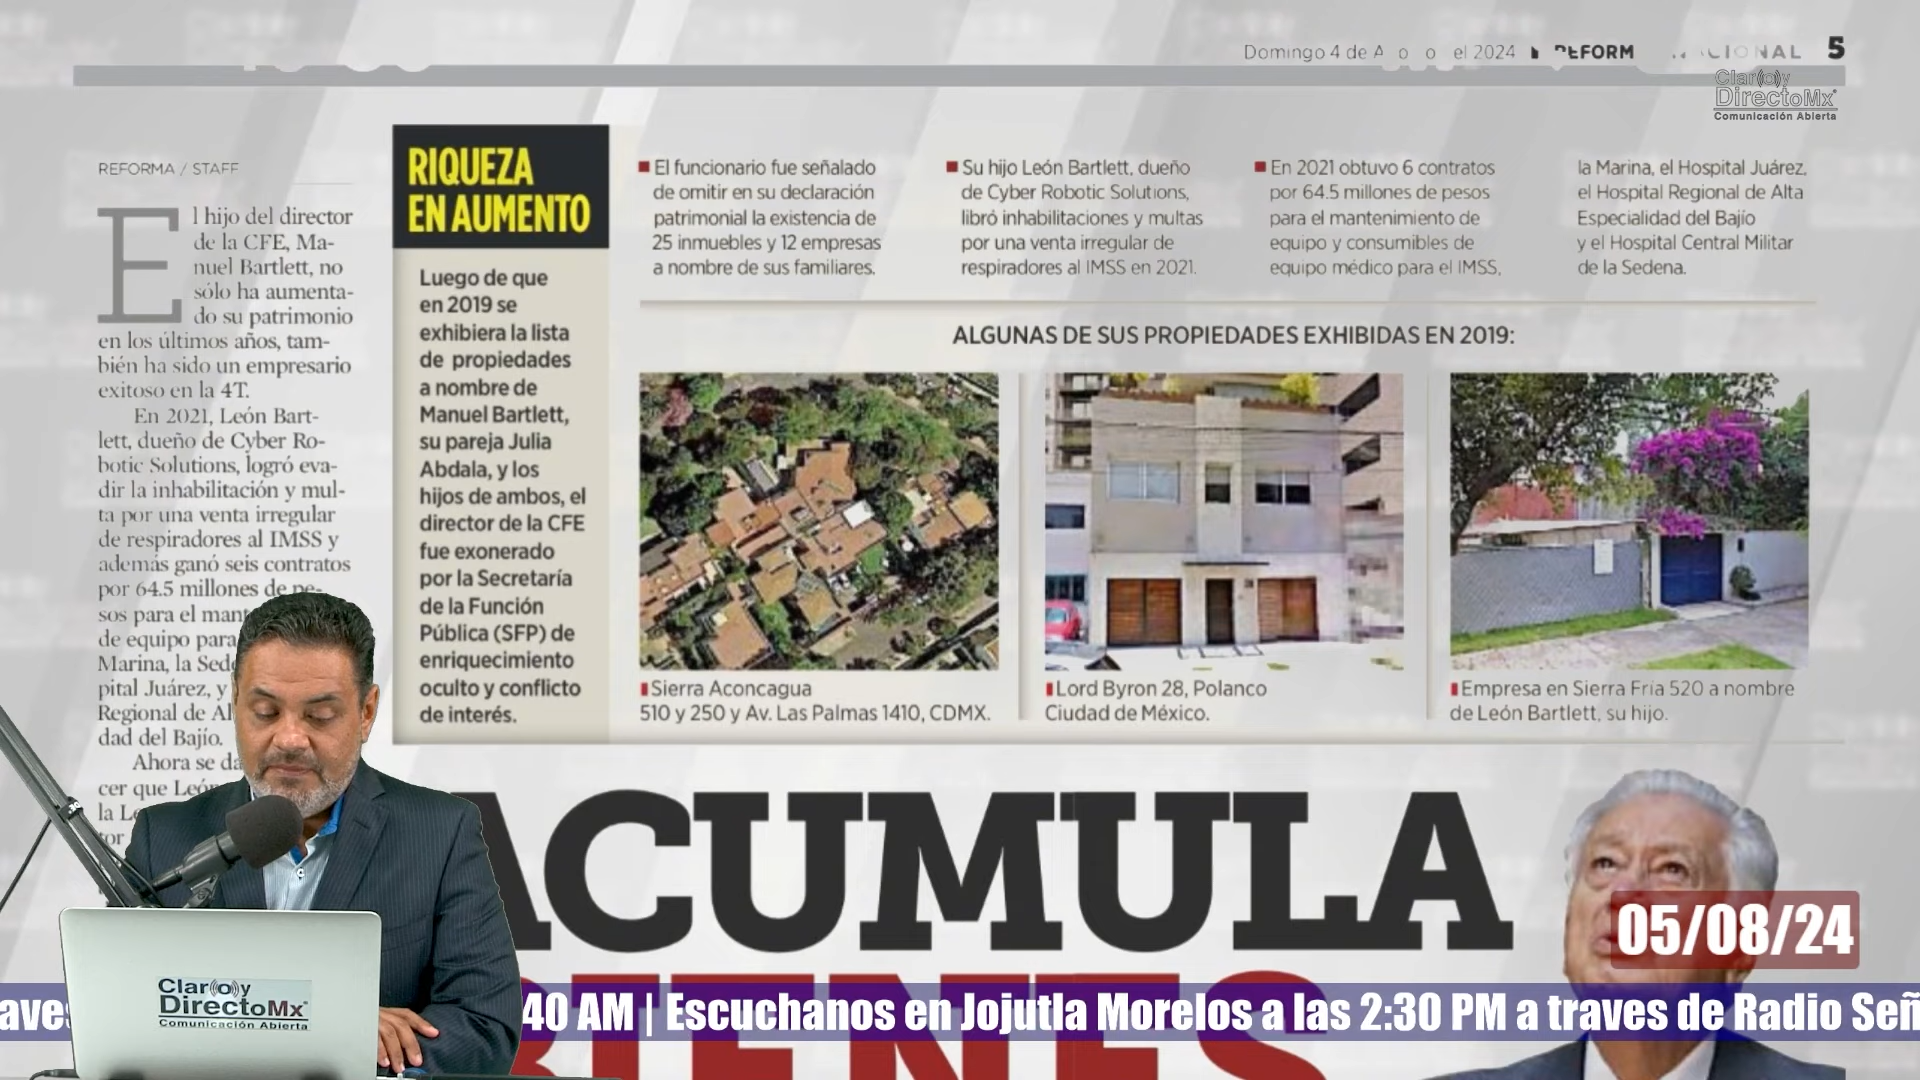 Domingo 4 de A o o el 2024 REFORM CIONAL 5
Clar(o)y
DirectoMx
Comunicación Abierta
REFORMA / STAFF
El hijo del director
de la CFE, Ma-
nuel Bartlett, no
sólo ha aumenta-
do su patrimonio
en los últimos años, tam-
bién ha sido un empresario
exitoso en la 4T.
En 2021, León Bart-
lett, dueño de Cyber Ro-
botic Solutions, logró eva-
dir la inhabilitación y mul-
ta por una venta irregular
de respiradores al IMSS y
además ganó seis contratos
por 64.5 millones de pe-
sos para el mant
de equipo para
Marina, la Sede
pital Juárez, y
Regional de Al
dad del Bajío.
Ahora se da
cer que León
la Le
tor
RIQUEZA
EN AUMENTO
Luego de que
en 2019 se
exhibiera la lista
de propiedades
a nombre de
Manuel Bartlett,
su pareja Julia
Abdala, y los
hijos de ambos, el
director de la CFE
fue exonerado
por la Secretaría
de la Función
Pública (SFP) de
enriquecimiento
oculto y conflicto
de interés.
El funcionario fue señalado
de omitir en su declaración
patrimonial la existencia de
25 inmuebles y 12 empresas
a nombre de sus familiares.
Su hijo León Bartlett, dueño
de Cyber Robotic Solutions,
libró inhabilitaciones y multas
por una venta irregular de
respiradores al IMSS en 2021.
En 2021 obtuvo 6 contratos
por 64.5 millones de pesos
para el mantenimiento de
equipo y consumibles de
equipo médico para el IMSS,
la Marina, el Hospital Juárez,
el Hospital Regional de Alta
Especialidad del Bajío
y el Hospital Central Militar
de la Sedena.
ALGUNAS DE SUS PROPIEDADES EXHIBIDAS EN 2019:
Sierra Aconcagua
510 y 250 y Av. Las Palmas 1410, CDMX.
Lord Byron 28, Polanco
Ciudad de México.
Empresa en Sierra Fría 520 a nombre
de León Bartlett, su hijo.
ACUMULA
BIENES
05/08/24
Clar(o)y
DirectoMx
Comunicación Abierta
aves 40 AM | Escuchanos en Jojutla Morelos a las 2:30 PM a traves de Radio Señ